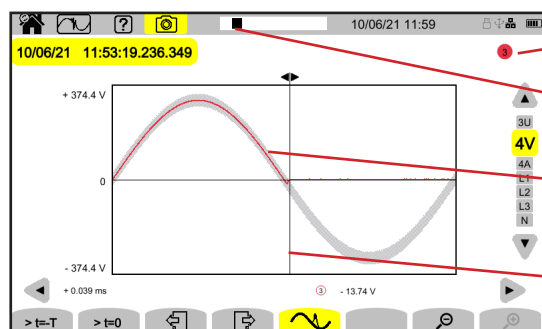 ? 10/06/21 11:59
10/06/21 11:53:19.236.349
3
+ 374.4 V
3U
4V
4A
L1
0
L2
L3
N
- 374.4 V
+ 0.039 ms
3 - 13.74 V
> t=-T > t=0